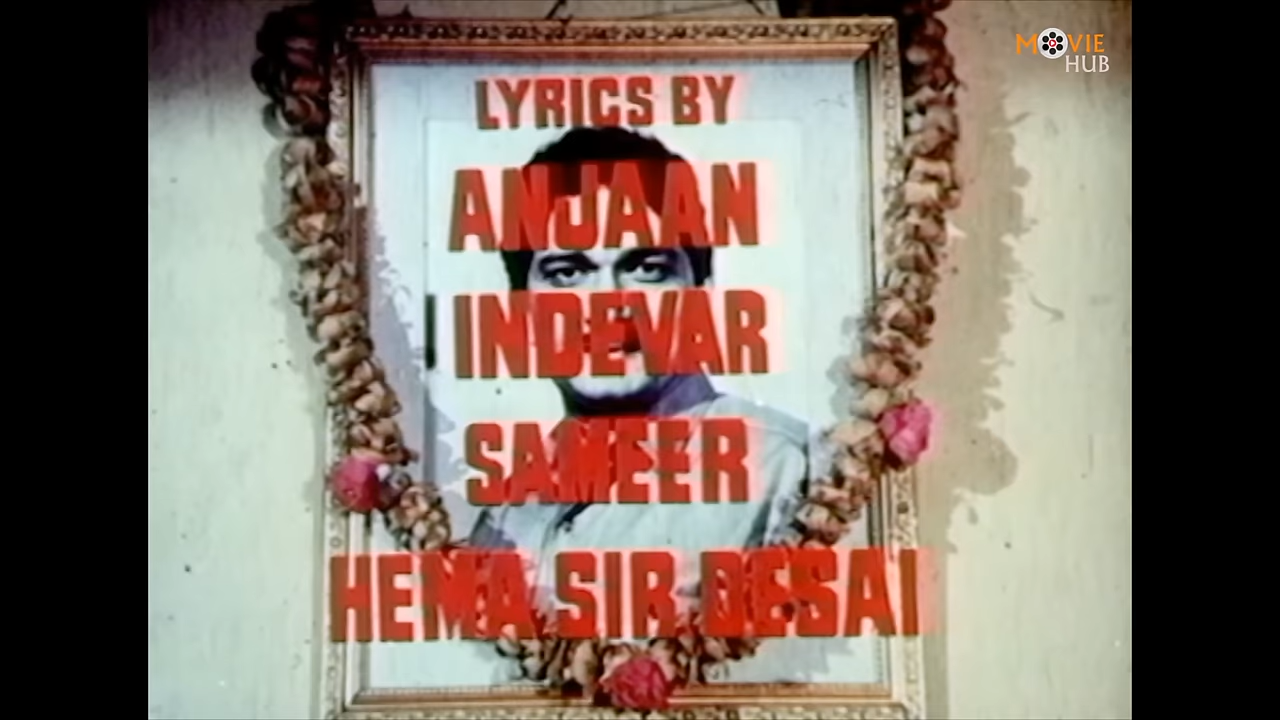 MOVIE
HUB
LYRICS BY
ANJAAN
INDEVAR
SAMEER
HEMA SIR DESAI